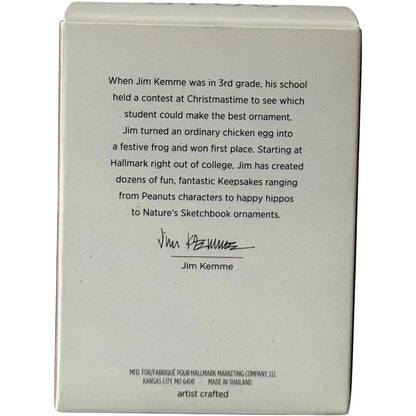 When Jim Kemme was in 3rd grade, his school
held a contest at Christmastime to see which
student could make the best ornament.
Jim turned an ordinary chicken egg into
a festive frog and won first place. Starting at
Hallmark right out of college, Jim has created
dozens of fun, fantastic Keepsakes ranging
from Peanuts characters to happy hippos
to Nature's Sketchbook ornaments.
Jim Kemme
Jim Kemme
MFD. FOR/FABRIQUÉ POUR HALLMARK MARKETING COMPANY, LLC
KANSAS CITY, MO 64141 MADE IN THAILAND
artist crafted